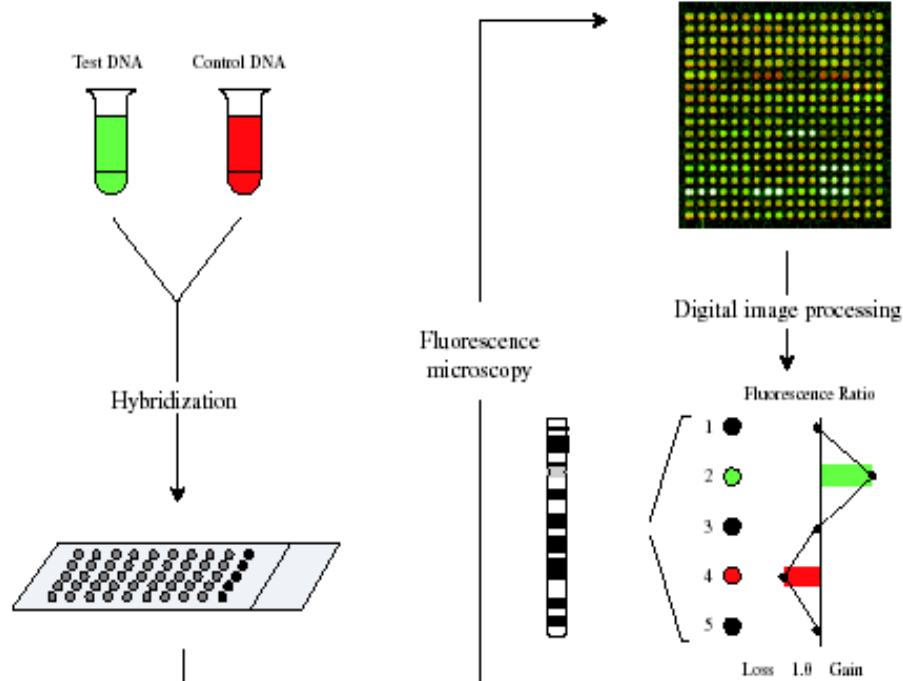 Test DNA
Control DNA
Hybridization
Fluorescence
microscopy
Digital image processing
Fluorescence Ratio
1
2
3
4
5
Loss 1.0 Gain